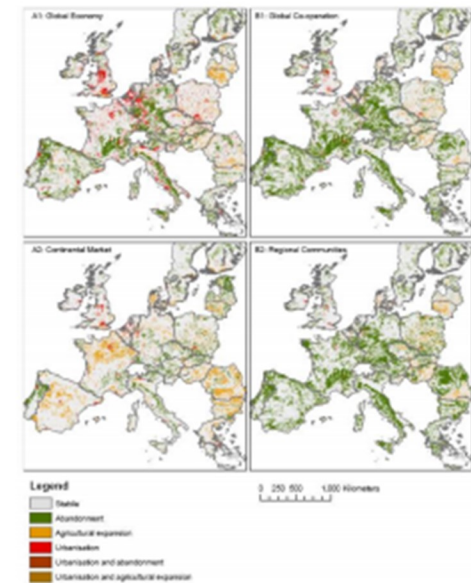 A1: Global Economy
B1: Global Co-operation
A2: Continental Market
B2: Regional Communities
Legend
Stable
Abandonment
Agricultural expansion
Urbanisation
Urbanisation and abandonment
Urbanisation and agricultural expansion
0 250 500 1,000 Kilometers